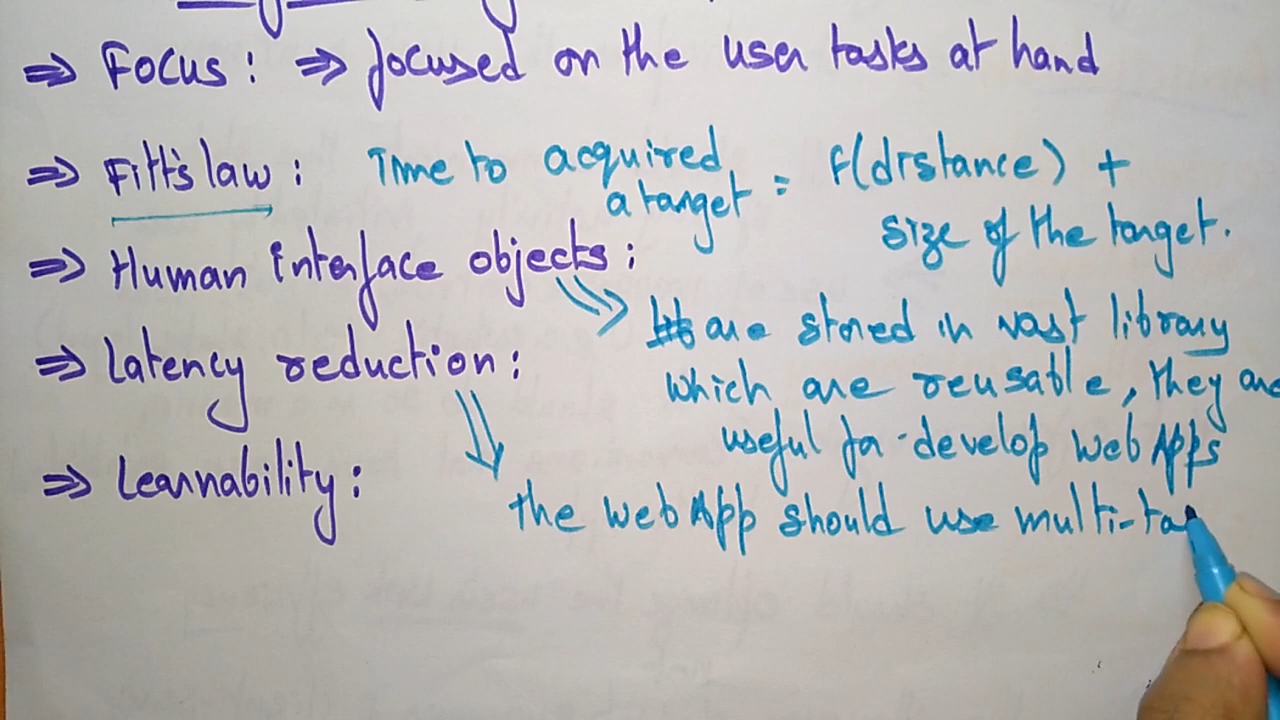 ⇒ Focus: ⇒ focused on the user tasks at hand
⇒ Fitt's law: Time to acquired
a target = f(distance) +
size of the target.
⇒ Human interface objects:
⇒ are stored in vast library
⇒ Latency reduction:
which are reusable, they are
useful for develop web Apps
⇒ Learnability:
the web App should use multi-ta